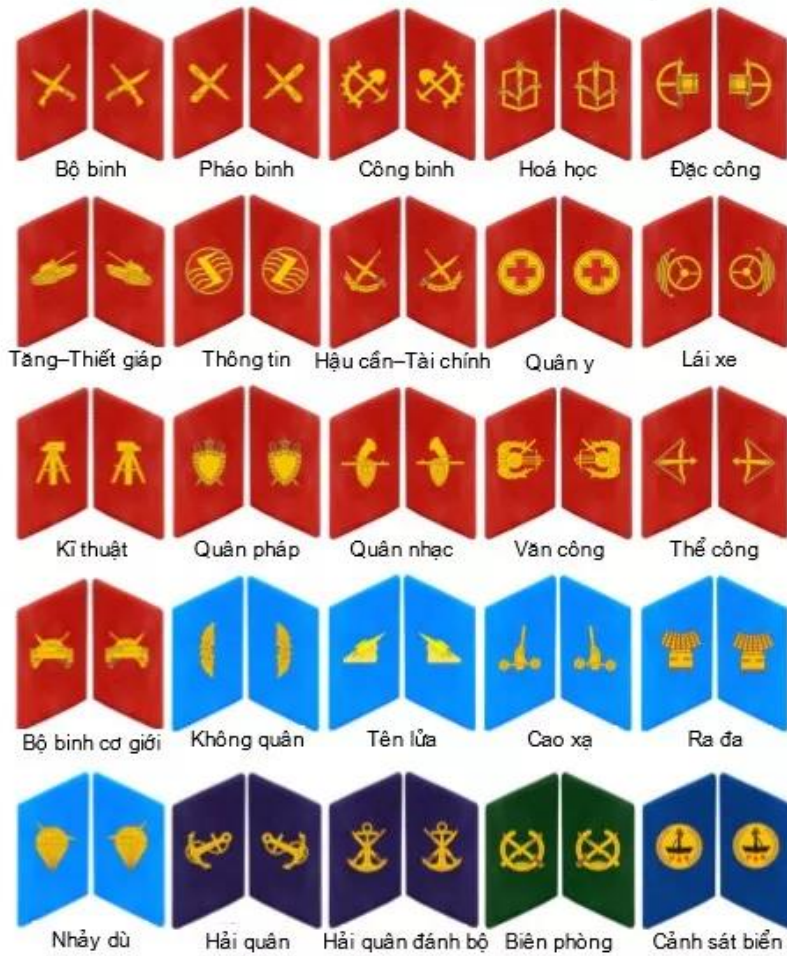 Bộ binh
Pháo binh
Công binh
Hoá học
Đặc công
Tăng–Thiết giáp
Thông tin
Hậu cần–Tài chính
Quân y
Lái xe
Kĩ thuật
Quân pháp
Quân nhạc
Văn công
Thể công
Bộ binh cơ giới
Không quân
Tên lửa
Cao xạ
Ra đa
Nhảy dù
Hải quân
Hải quân đánh bộ
Biên phòng
Cảnh sát biển